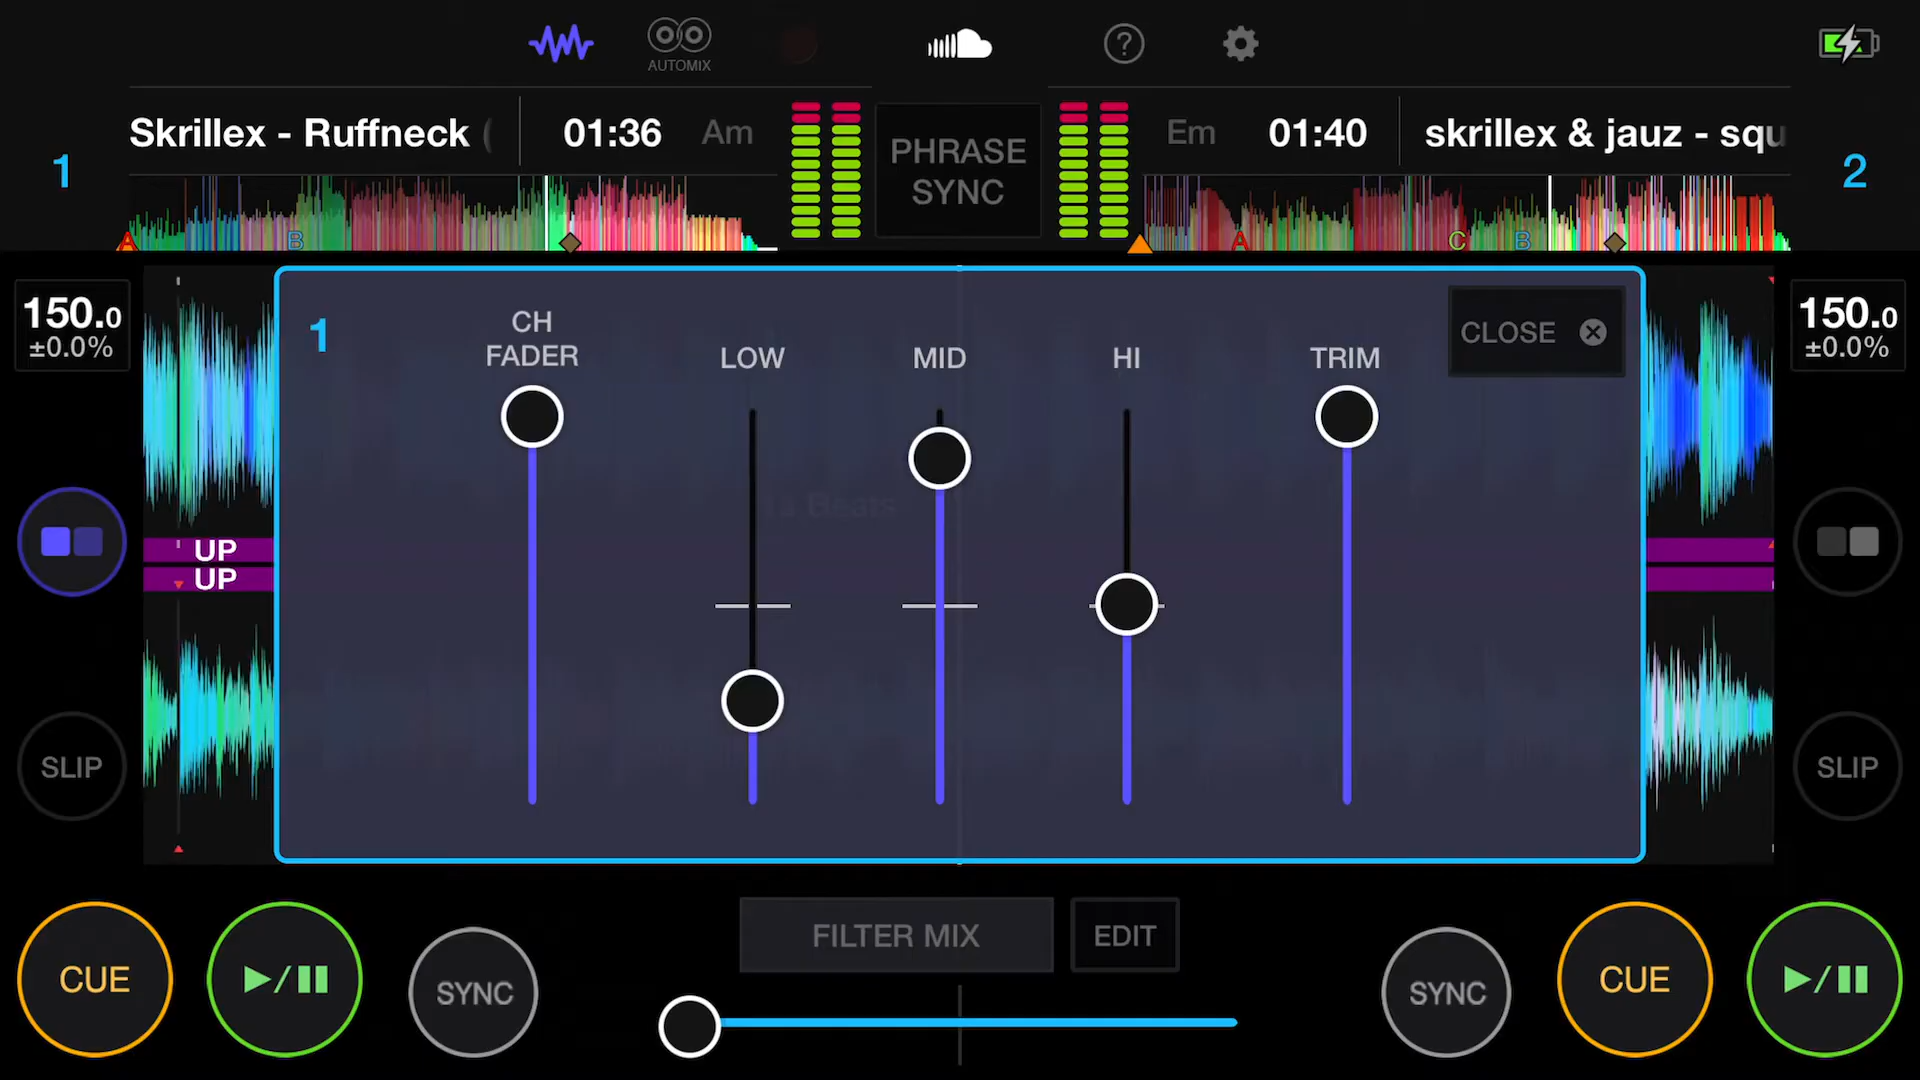 AUTOMIX
?
1
Skrillex - Ruffneck (
01:36
Am
PHRASE
SYNC
Em
01:40
skrillex & jauz - squ
2
A
B
A
C
B
150.0
±0.0%
150.0
±0.0%
1
CH
FADER
LOW
MID
HI
TRIM
CLOSE
Beats
UP
UP
SLIP
SLIP
CUE
SYNC
FILTER MIX
EDIT
SYNC
CUE